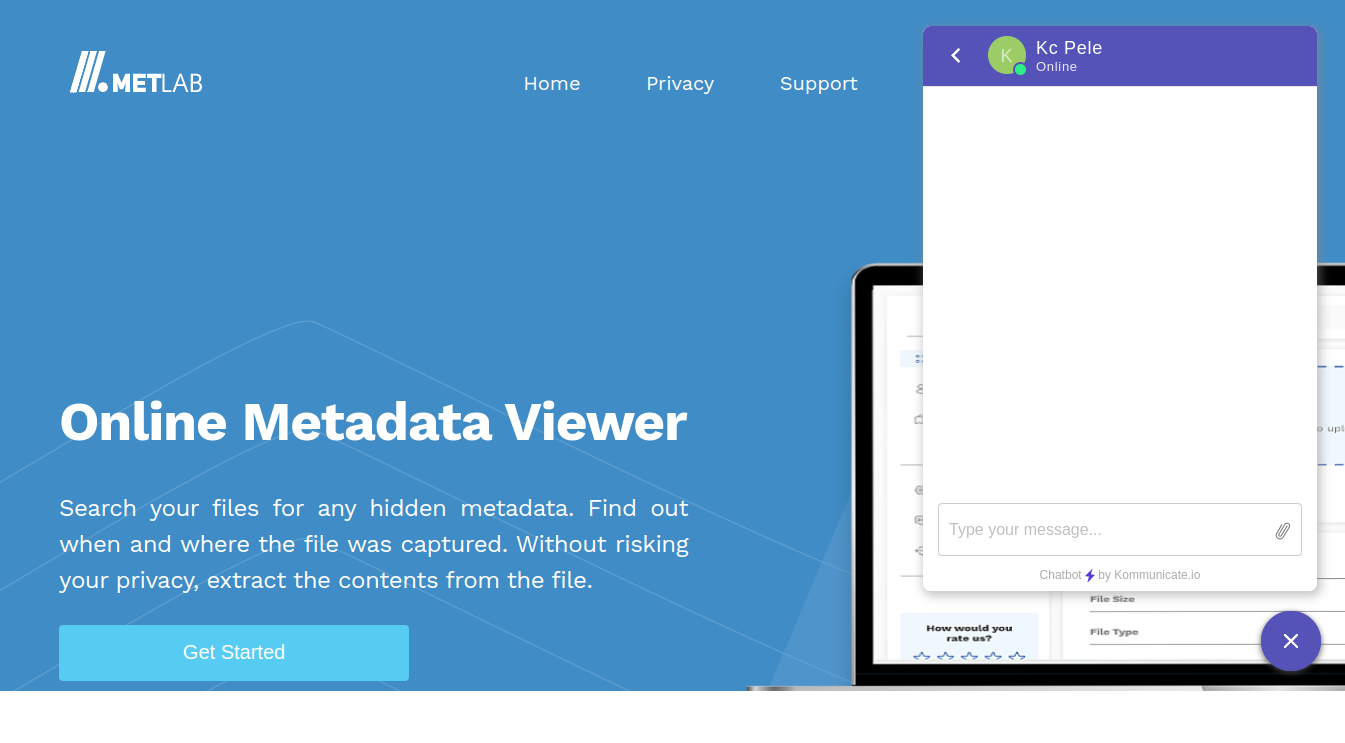 METLAB
Home
Privacy
Support
Online Metadata Viewer
Search your files for any hidden metadata. Find out
when and where the file was captured. Without risking
your privacy, extract the contents from the file.
Get Started
K
Kc Pele
Online
Type your message...
Chatbot by Kommunicate.io
File Size
File Type
How would you
rate us?